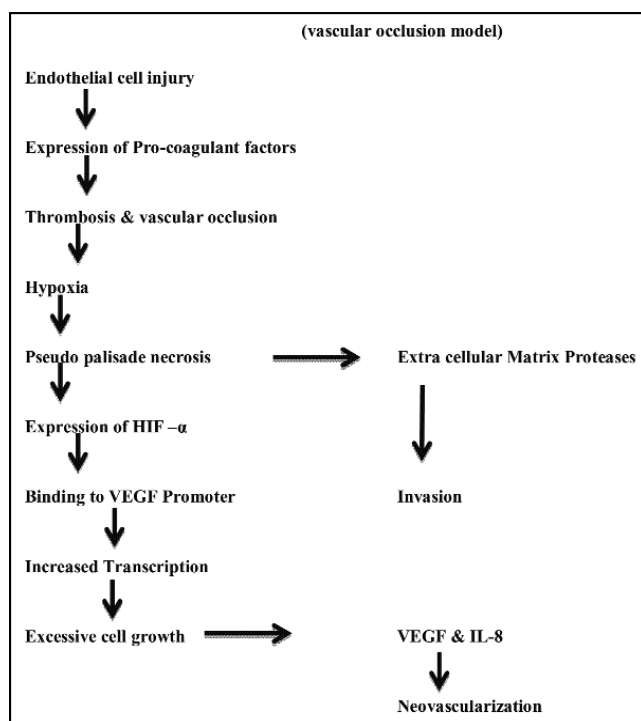 (vascular occlusion model)
Endothelial cell injury
Expression of Pro-coagulant factors
Thrombosis & vascular occlusion
Hypoxia
Pseudo palisade necrosis
Extra cellular Matrix Proteases
Expression of HIF –α
Binding to VEGF Promoter
Invasion
Increased Transcription
Excessive cell growth
VEGF & IL-8
Neovascularization